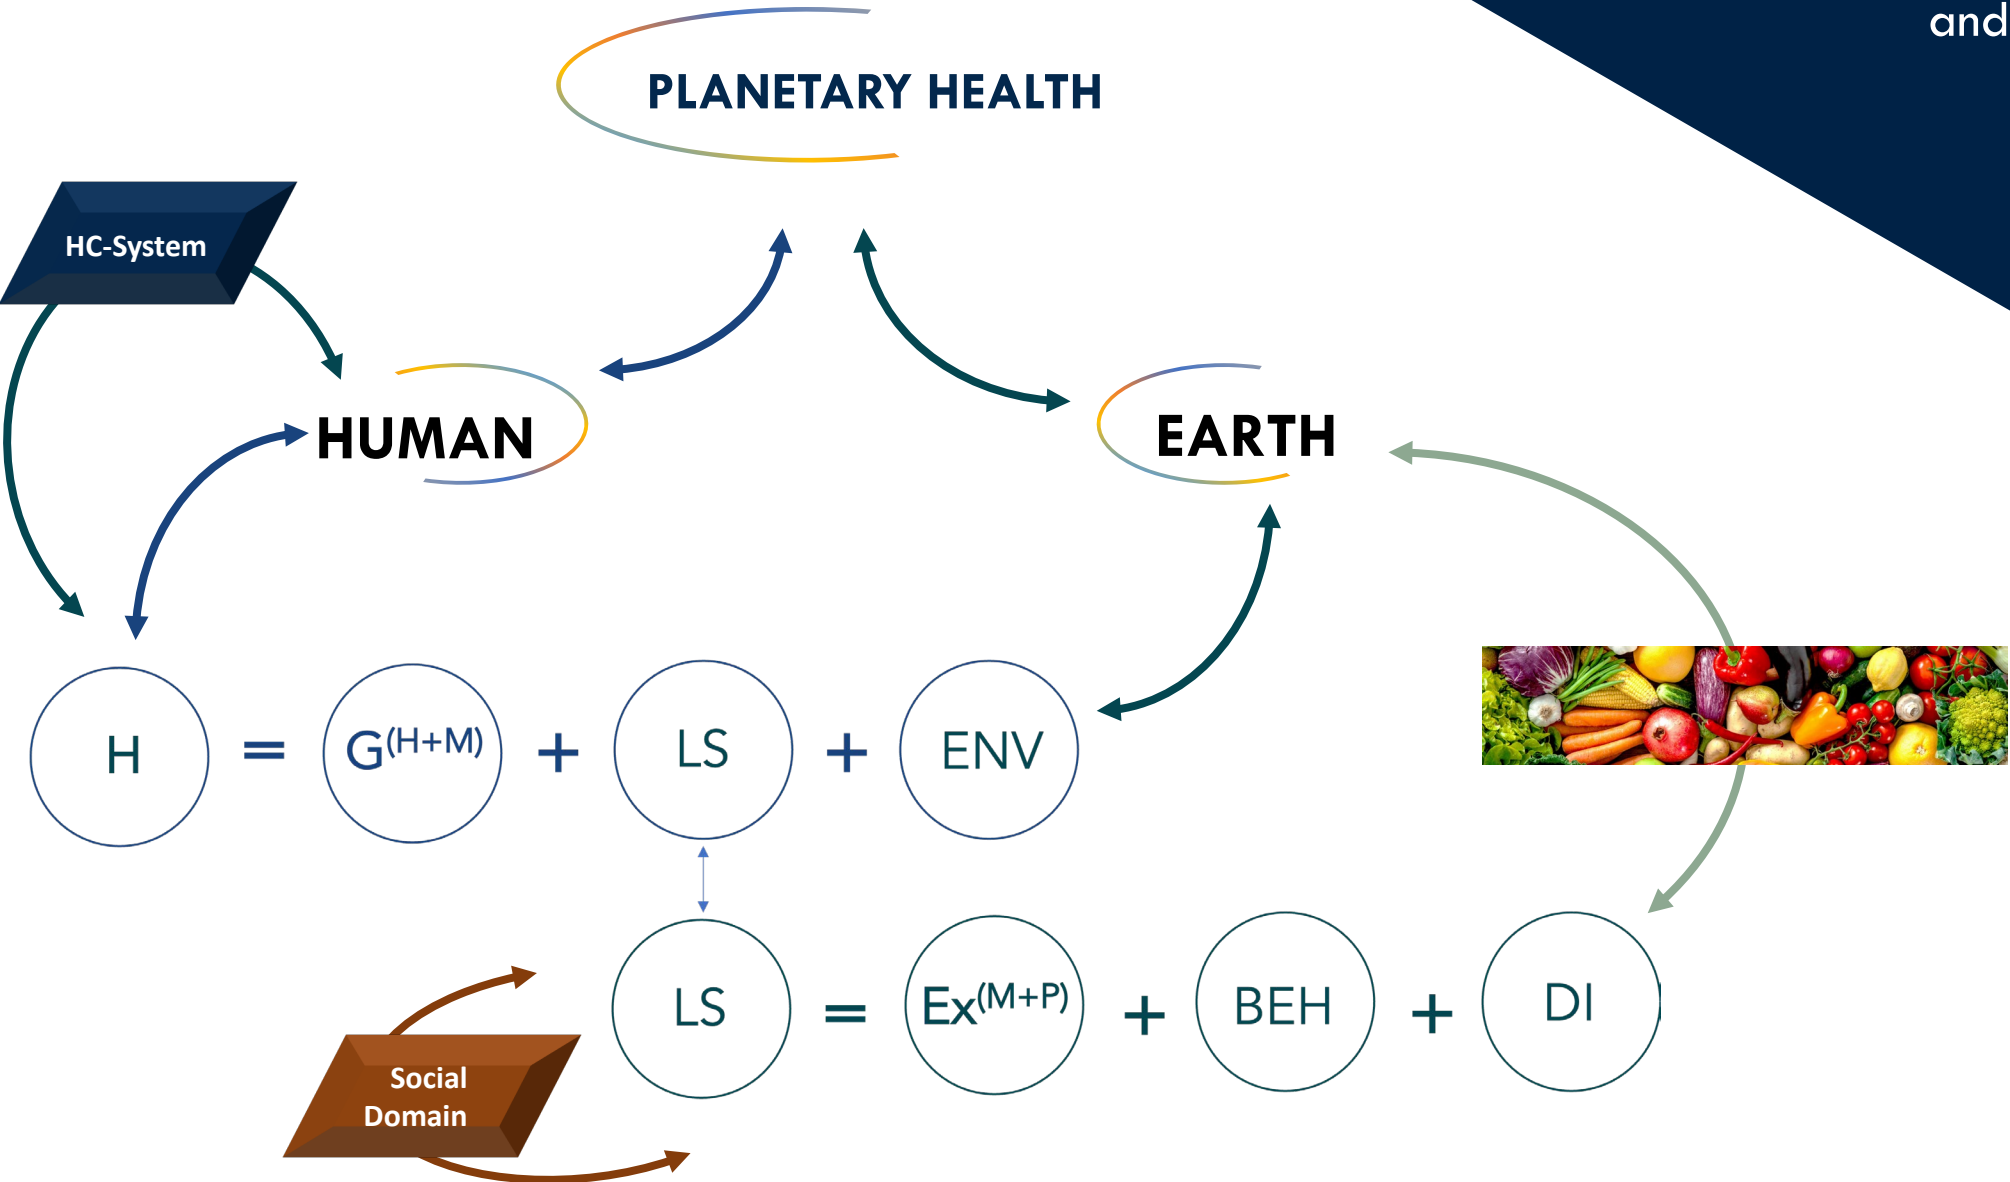 and
PLANETARY HEALTH
HC-System
HUMAN
EARTH
H = G(H+M) + LS + ENV
LS = Ex(M+P) + BEH + DI
Social
Domain